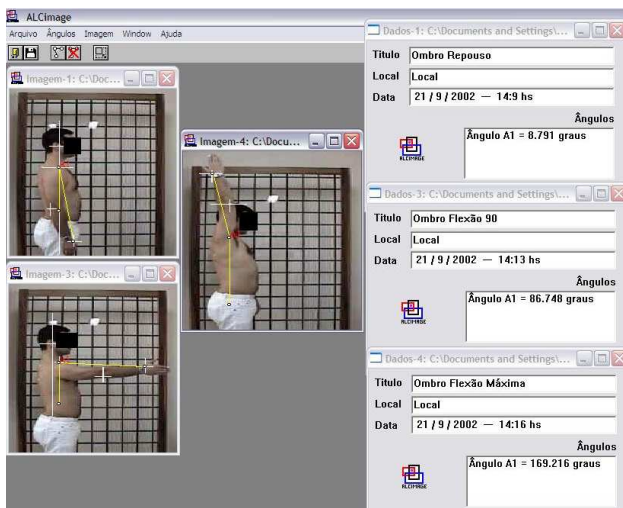 ALCimage
Arquivo Ângulos Imagem Window Ajuda
Imagem-1: C:\Doc...
Imagem-4: C:\Docu...
Imagem-3: C:\Doc...
Dados-1: C:\Documents and Settings\...
Titulo Ombro Repouso
Local Local
Data 21 / 9 / 2002 — 14:9 hs
Ângulos
Ângulo A1 = 8.791 graus
ALCIMAGE
Dados-3: C:\Documents and Settings\...
Titulo Ombro Flexão 90
Local Local
Data 21 / 9 / 2002 — 14:13 hs
Ângulos
Ângulo A1 = 86.748 graus
ALCIMAGE
Dados-4: C:\Documents and Settings\...
Titulo Ombro Flexão Máxima
Local Local
Data 21 / 9 / 2002 — 14:16 hs
Ângulos
Ângulo A1 = 169.216 graus
ALCIMAGE